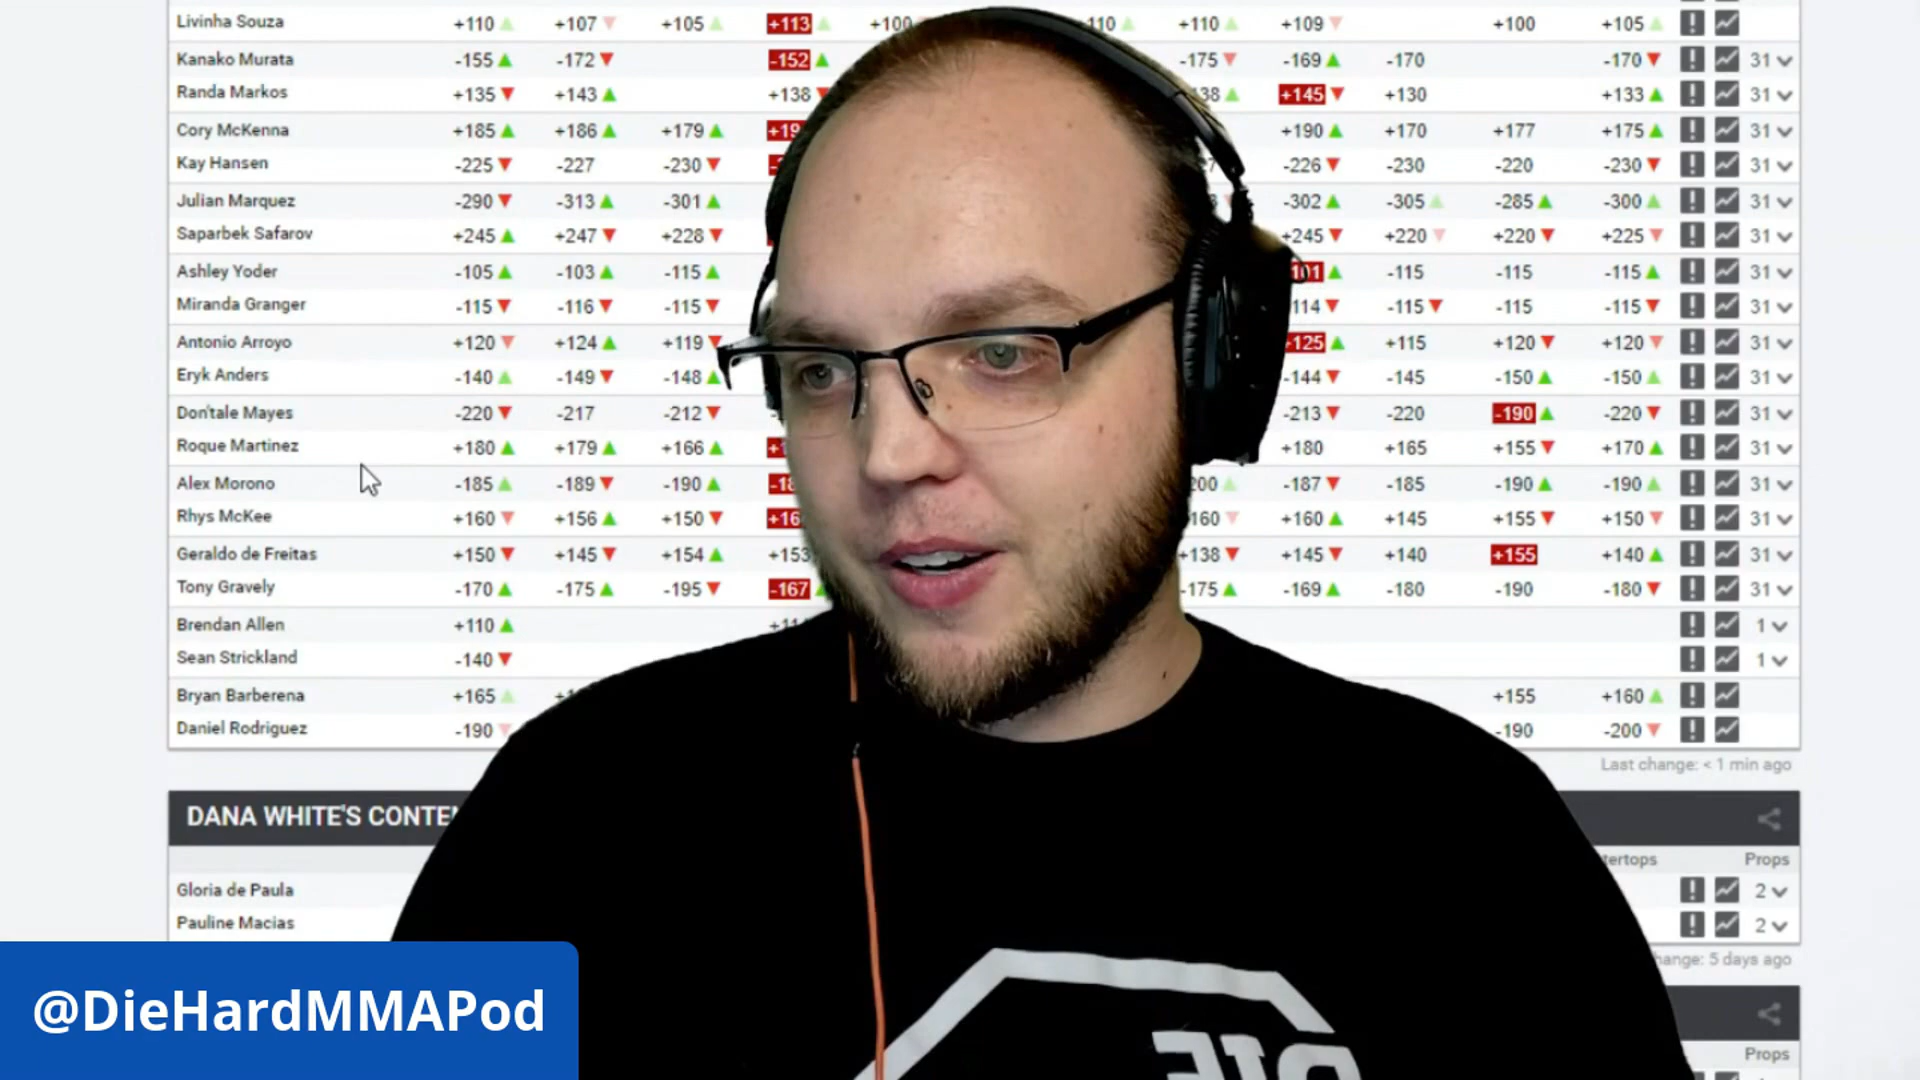 Livinha Souza +110 +107 +105 +113 +100 +110 +109 +100 +105
Kanako Murata -155 -172 -152 -175 -169 -170 -170 31
Randa Markos +135 +143 +138 +145 +130 +133 31
Cory McKenna +185 +186 +179 +190 +170 +177 +175 31
Kay Hansen -225 -227 -230 -226 -230 -220 -230 31
Julian Marquez -290 -313 -301 -302 -305 -285 -300 31
Saparbek Safarov +245 +247 +228 +245 +220 +220 +225 31
Ashley Yoder -105 -103 -115 -115 -115 -115 31
Miranda Granger -115 -116 -115 -115 -115 -115 31
Antonio Arroyo +120 +124 +119 +125 +115 +120 +120 31
Eryk Anders -140 -149 -148 -144 -145 -150 -150 31
Don'tale Mayes -220 -217 -212 -213 -220 -190 -220 31
Roque Martinez +180 +179 +166 +180 +165 +155 +170 31
Alex Morono -185 -189 -190 -187 -185 -190 -190 31
Rhys McKee +160 +156 +150 +160 +145 +155 +150 31
Geraldo de Freitas +150 +145 +154 +153 +138 +145 +140 +155 +140 31
Tony Gravely -170 -175 -195 -167 -175 -169 -180 -190 -180 31
Brendan Allen +110 1
Sean Strickland -140 1
Bryan Barberena +165 +155 +160
Daniel Rodriguez -190 -190 -200
Last change: < 1 min ago
DANA WHITE'S
Props
Gloria de Paula 2
Pauline Macias 2
5 days ago
@DieHardMMAPod
DIE
Props